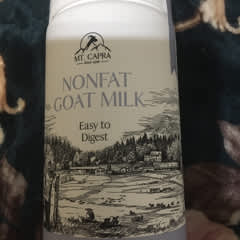 MT. CAPRA
NONFAT
GOAT MILK
Easy to
Digest